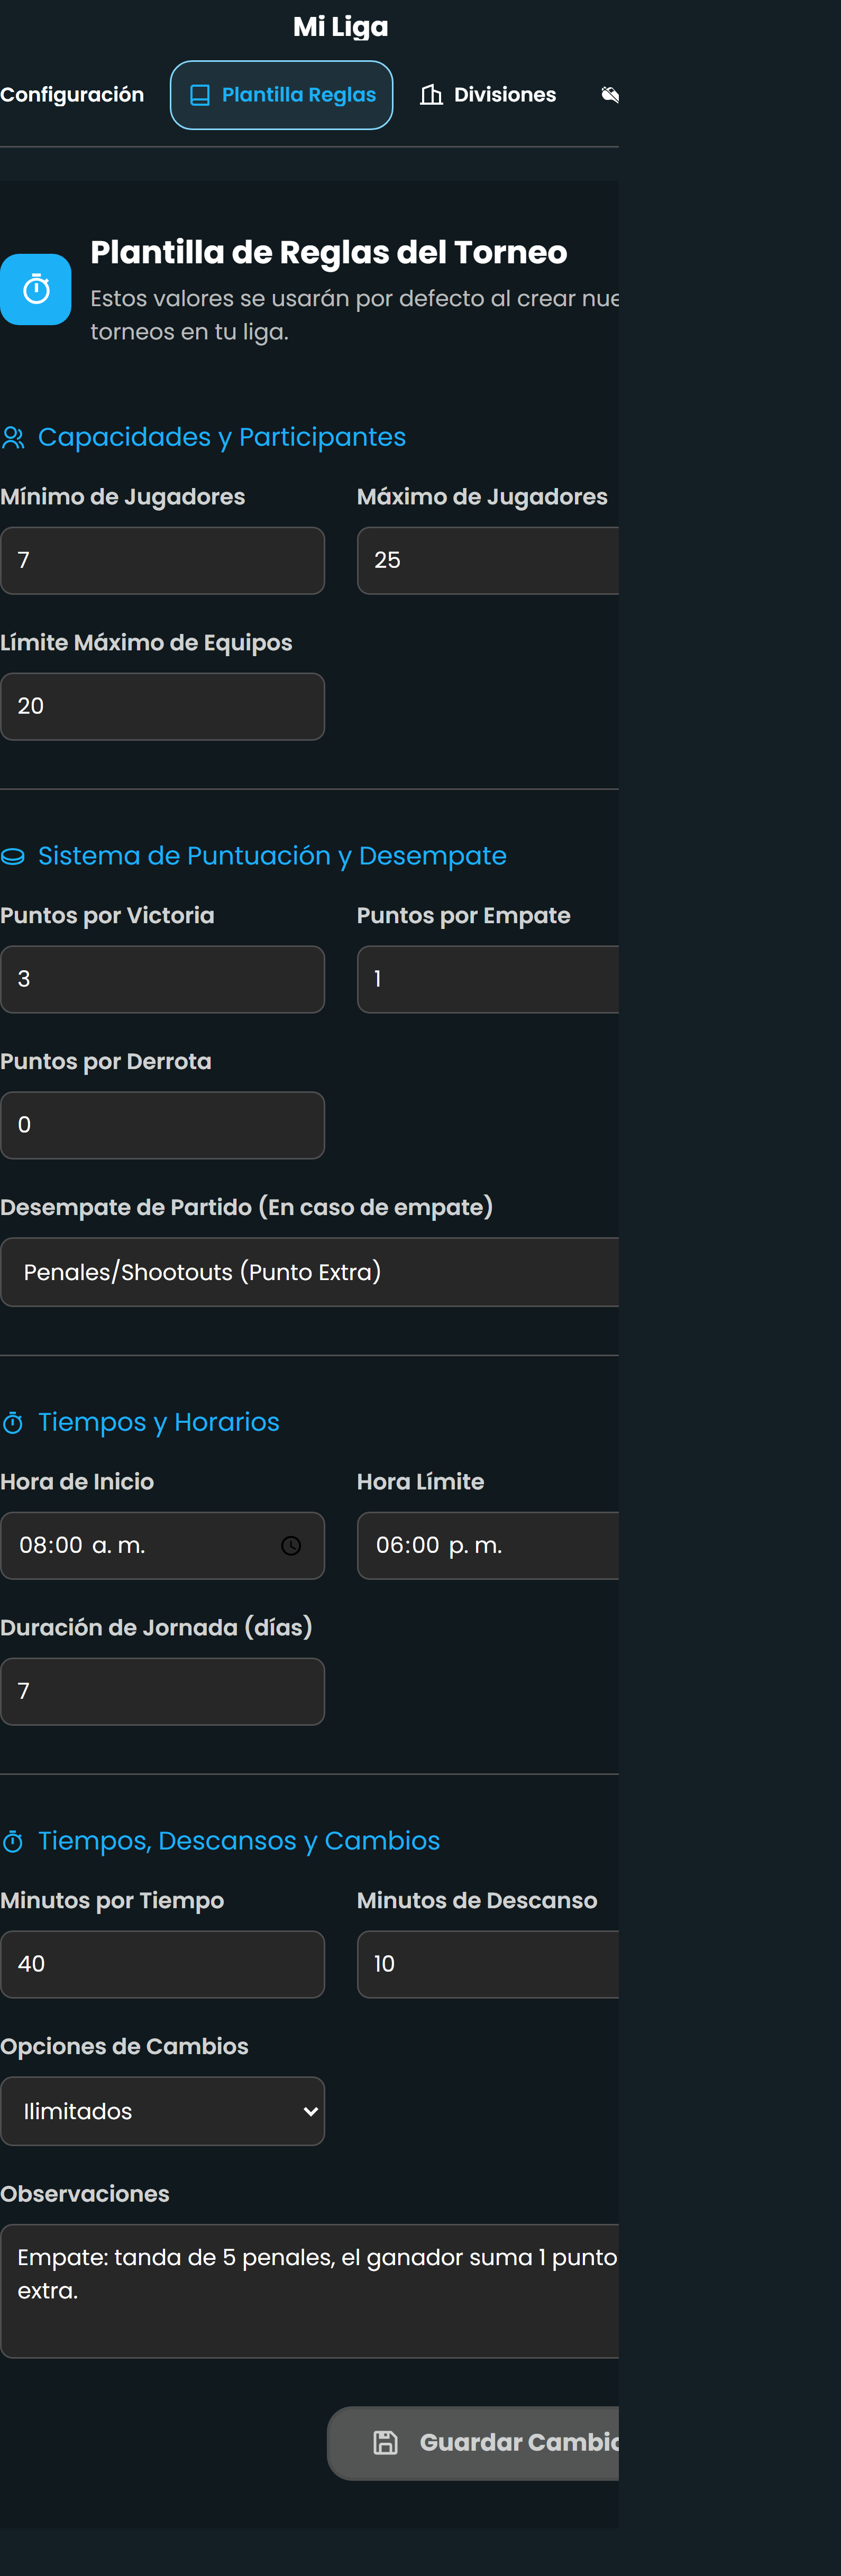 Mi Liga
Configuración
Plantilla Reglas
Divisiones
Plantilla de Reglas del Torneo
Estos valores se usarán por defecto al crear
torneos en tu liga.
Capacidades y Participantes
Mínimo de Jugadores
Máximo de Jugadores
7
25
Límite Máximo de Equipos
20
Sistema de Puntuación y Desempate
Puntos por Victoria
Puntos por Empate
3
1
Puntos por Derrota
0
Desempate de Partido (En caso de empate)
Penales/Shootouts (Punto Extra)
Tiempos y Horarios
Hora de Inicio
Hora Límite
08:00 a. m.
06:00 p. m.
Duración de Jornada (días)
7
Tiempos, Descansos y Cambios
Minutos por Tiempo
Minutos de Descanso
40
10
Opciones de Cambios
Ilimitados
Observaciones
Empate: tanda de 5 penales, el ganador suma 1 punto
extra.
Guardar